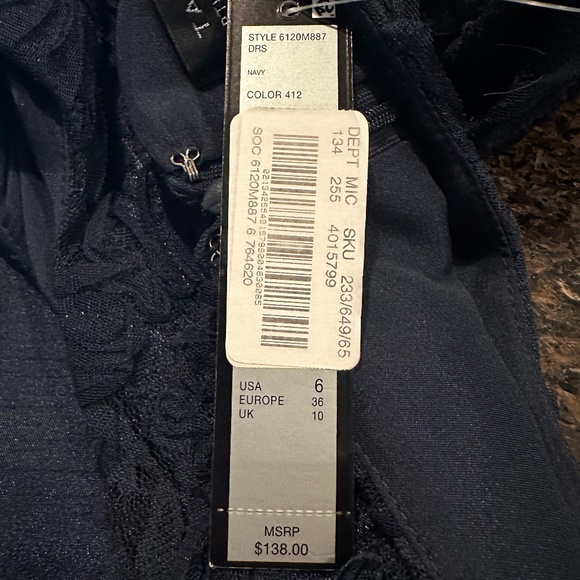 STYLE 6120M887
DRS
NAVY
COLOR 412
DEPT MIC SKU 233/649/65
134 255 4015799
SOC 6120M887 6 764620
USA 6
EUROPE 36
UK 10
MSRP
$138.00